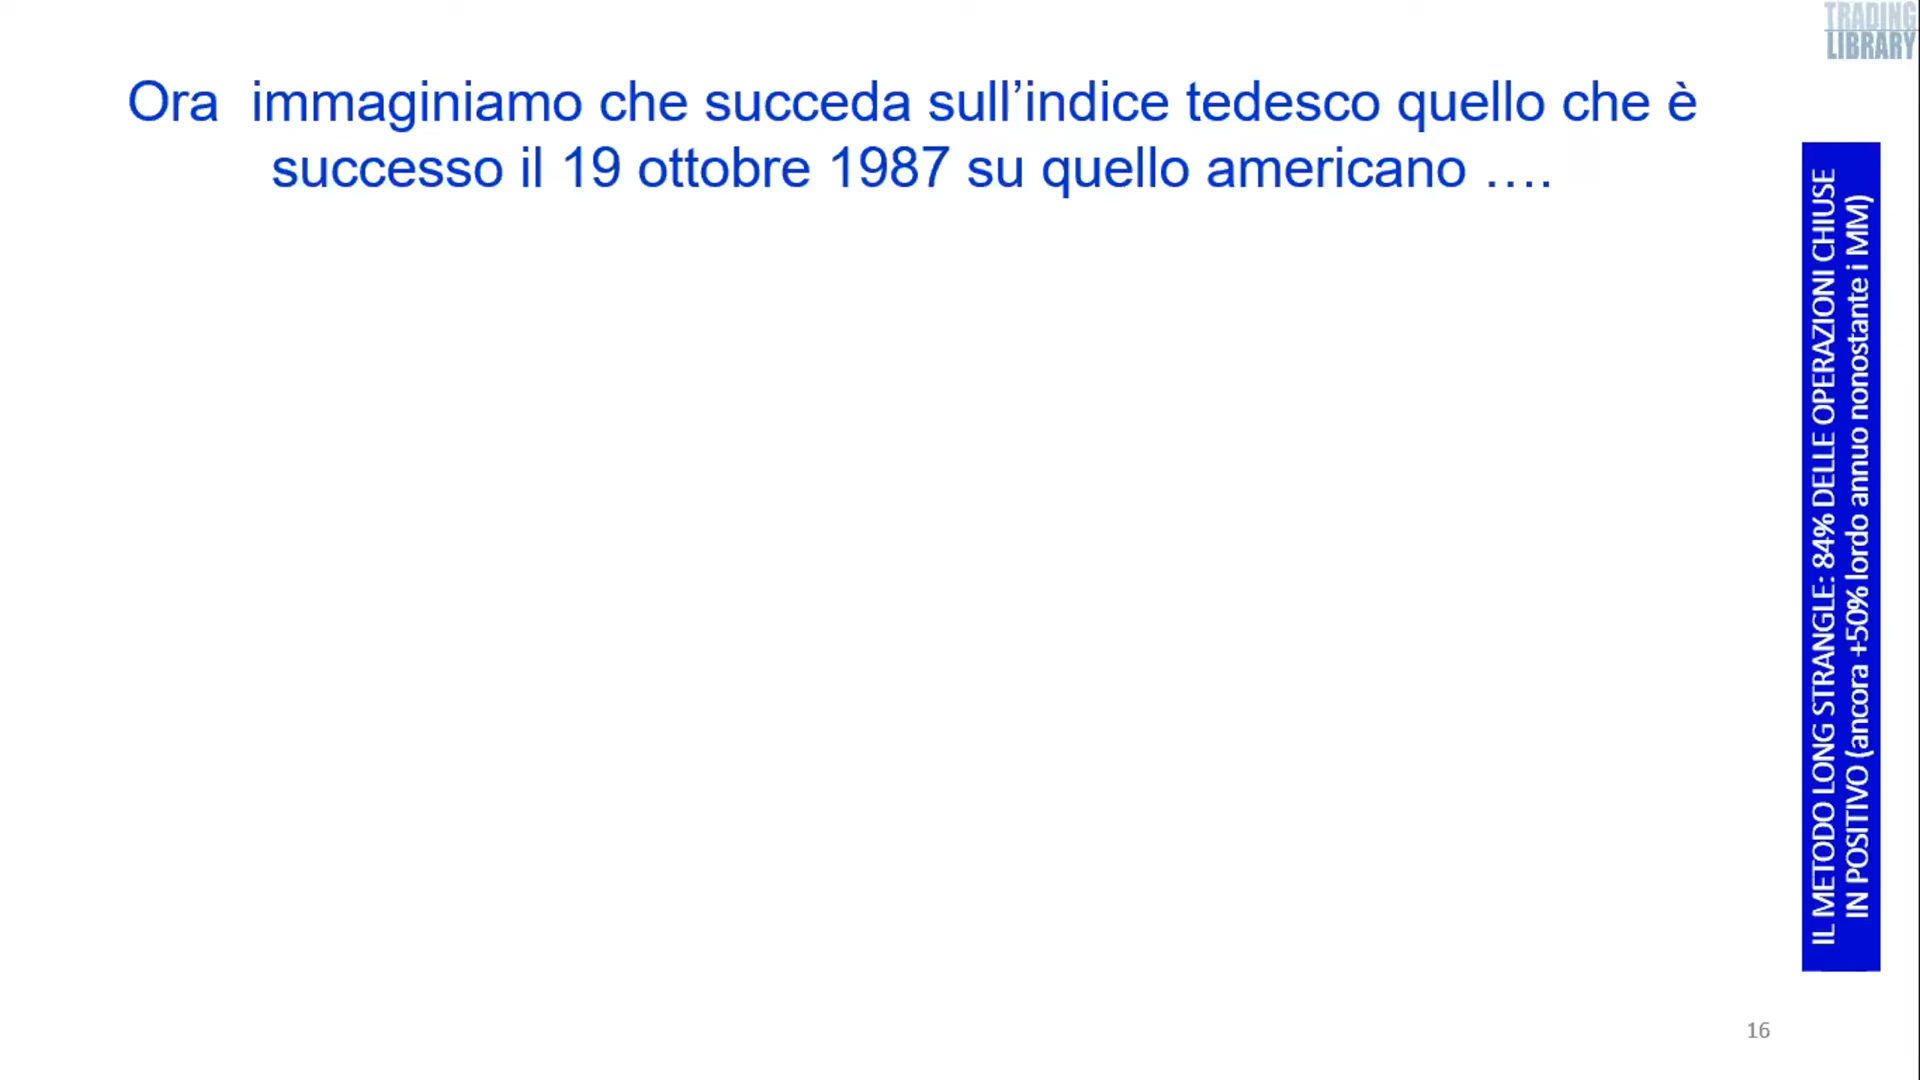 TRADING
LIBRARY
Ora  immaginiamo che succeda sull’indice tedesco quello che è
successo il 19 ottobre 1987 su quello americano ….
IL METODO LONG STRANGLE: 84% DELLE OPERAZIONI CHIUSE
IN POSITIVO (ancora +50% lordo annuo nonostante i MM)
16